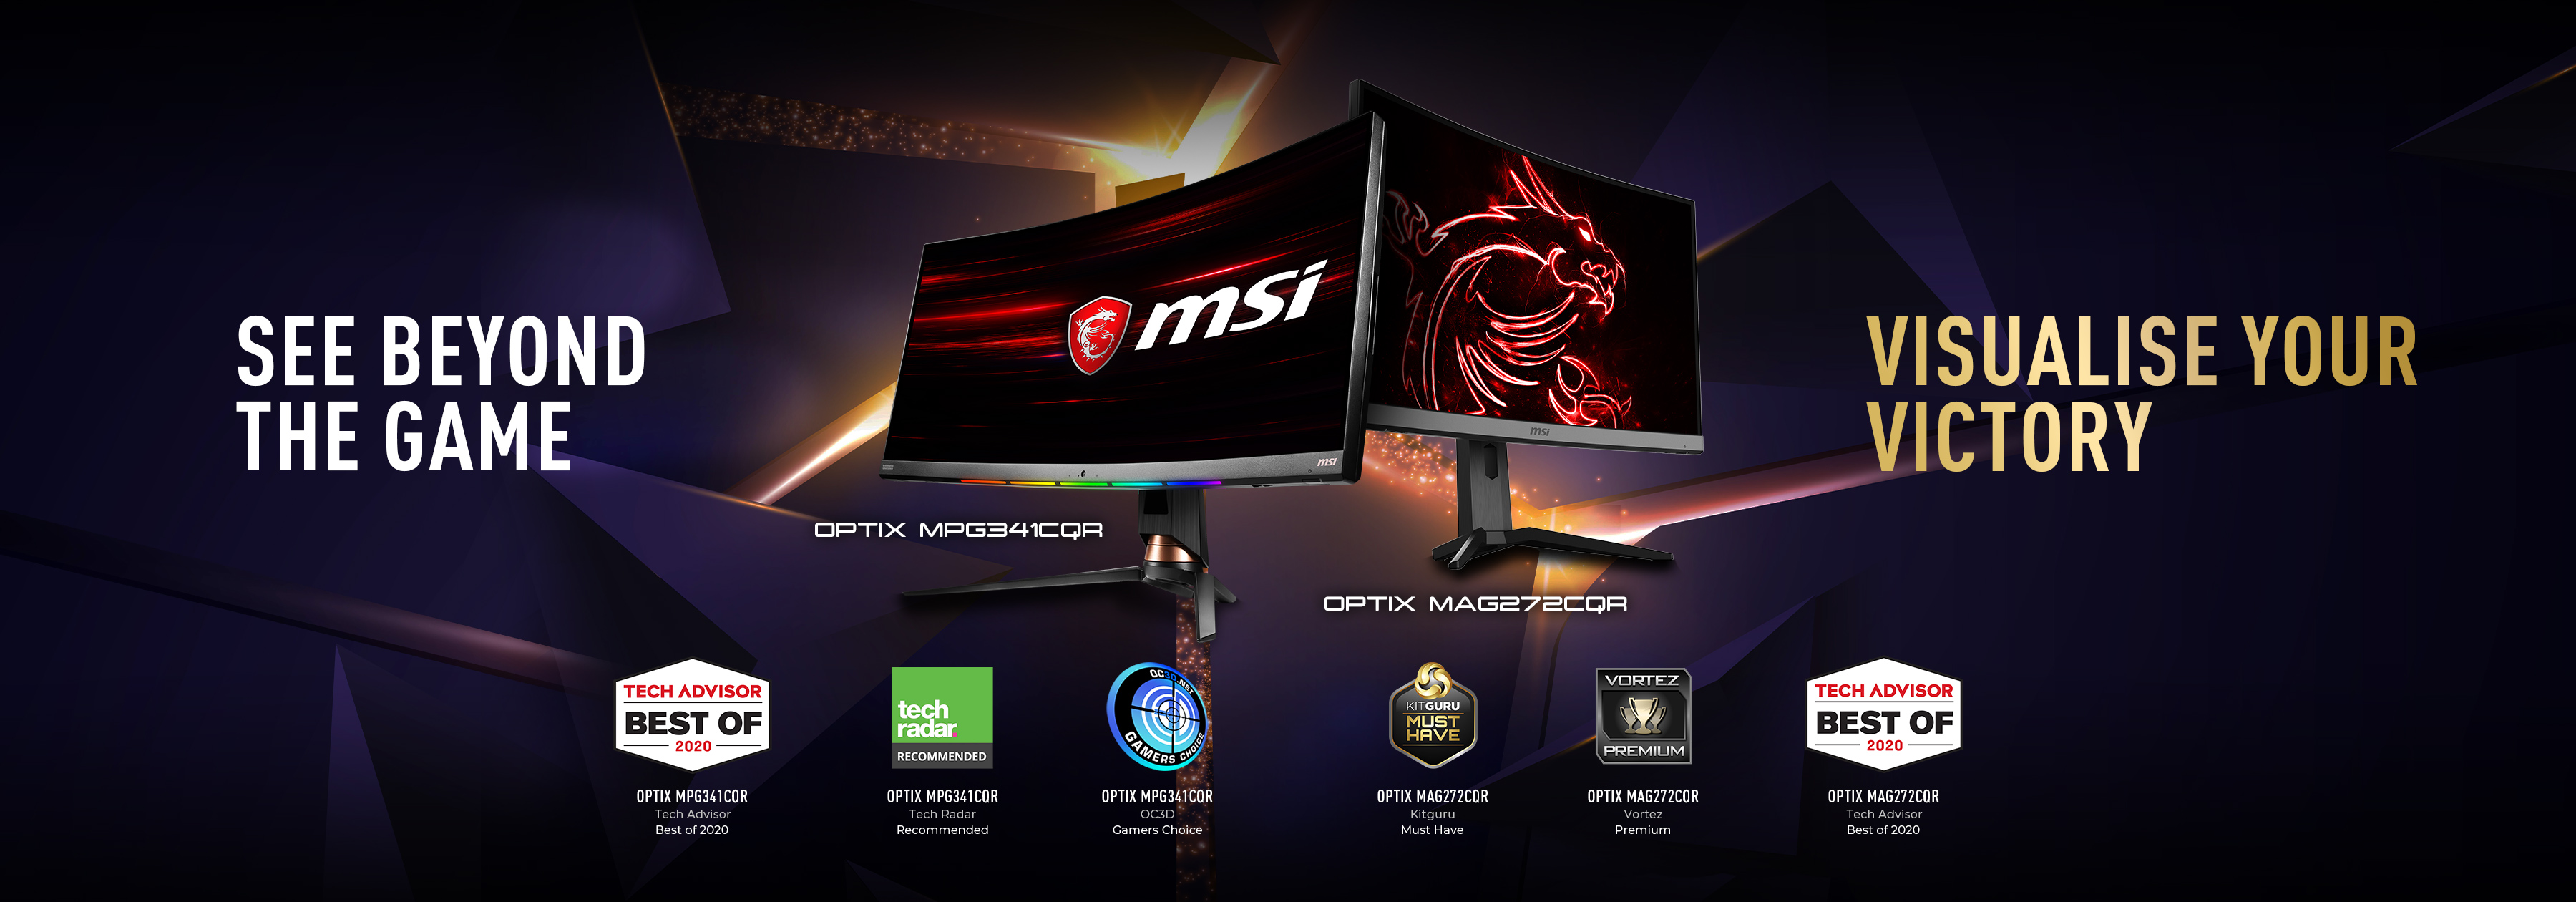 SEE BEYOND
THE GAME
VISUALISE YOUR
VICTORY
msi
msi
msi
OPTIX MPG341CQR
OPTIX MAG272CQR
TECH ADVISOR
BEST OF
2020
OPTIX MPG341CQR
Tech Advisor
Best of 2020
tech
radar.
RECOMMENDED
OPTIX MPG341CQR
Tech Radar
Recommended
OC3D.NET
GAMERS CHOICE
OPTIX MPG341CQR
OC3D
Gamers Choice
KITGURU
MUST
HAVE
OPTIX MAG272CQR
Kitguru
Must Have
VORTEZ
PREMIUM
OPTIX MAG272CQR
Vortez
Premium
TECH ADVISOR
BEST OF
2020
OPTIX MAG272CQR
Tech Advisor
Best of 2020